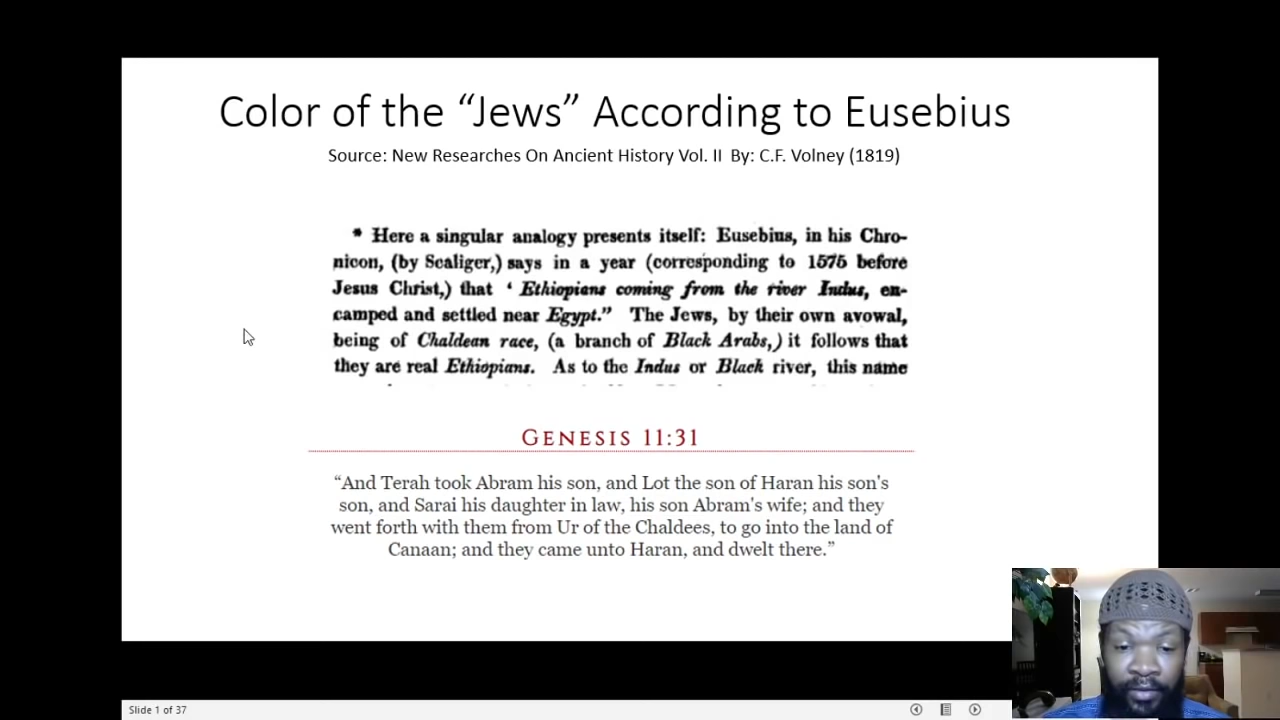 Color of the “Jews” According to Eusebius
Source: New Researches On Ancient History Vol. II By: C.F. Volney (1819)
* Here a singular analogy presents itself: Eusebius, in his Chro-
nicon, (by Scaliger,) says in a year (corresponding to 1575 before
Jesus Christ,) that ‘ Ethiopians coming from the river Indus, en-
camped and settled near Egypt.” The Jews, by their own avowal,
being of Chaldean race, (a branch of Black Arabs,) it follows that
they are real Ethiopians. As to the Indus or Black river, this name
GENESIS 11:31
“And Terah took Abram his son, and Lot the son of Haran his son's
son, and Sarai his daughter in law, his son Abram's wife; and they
went forth with them from Ur of the Chaldees, to go into the land of
Canaan; and they came unto Haran, and dwelt there.”
Slide 1 of 37